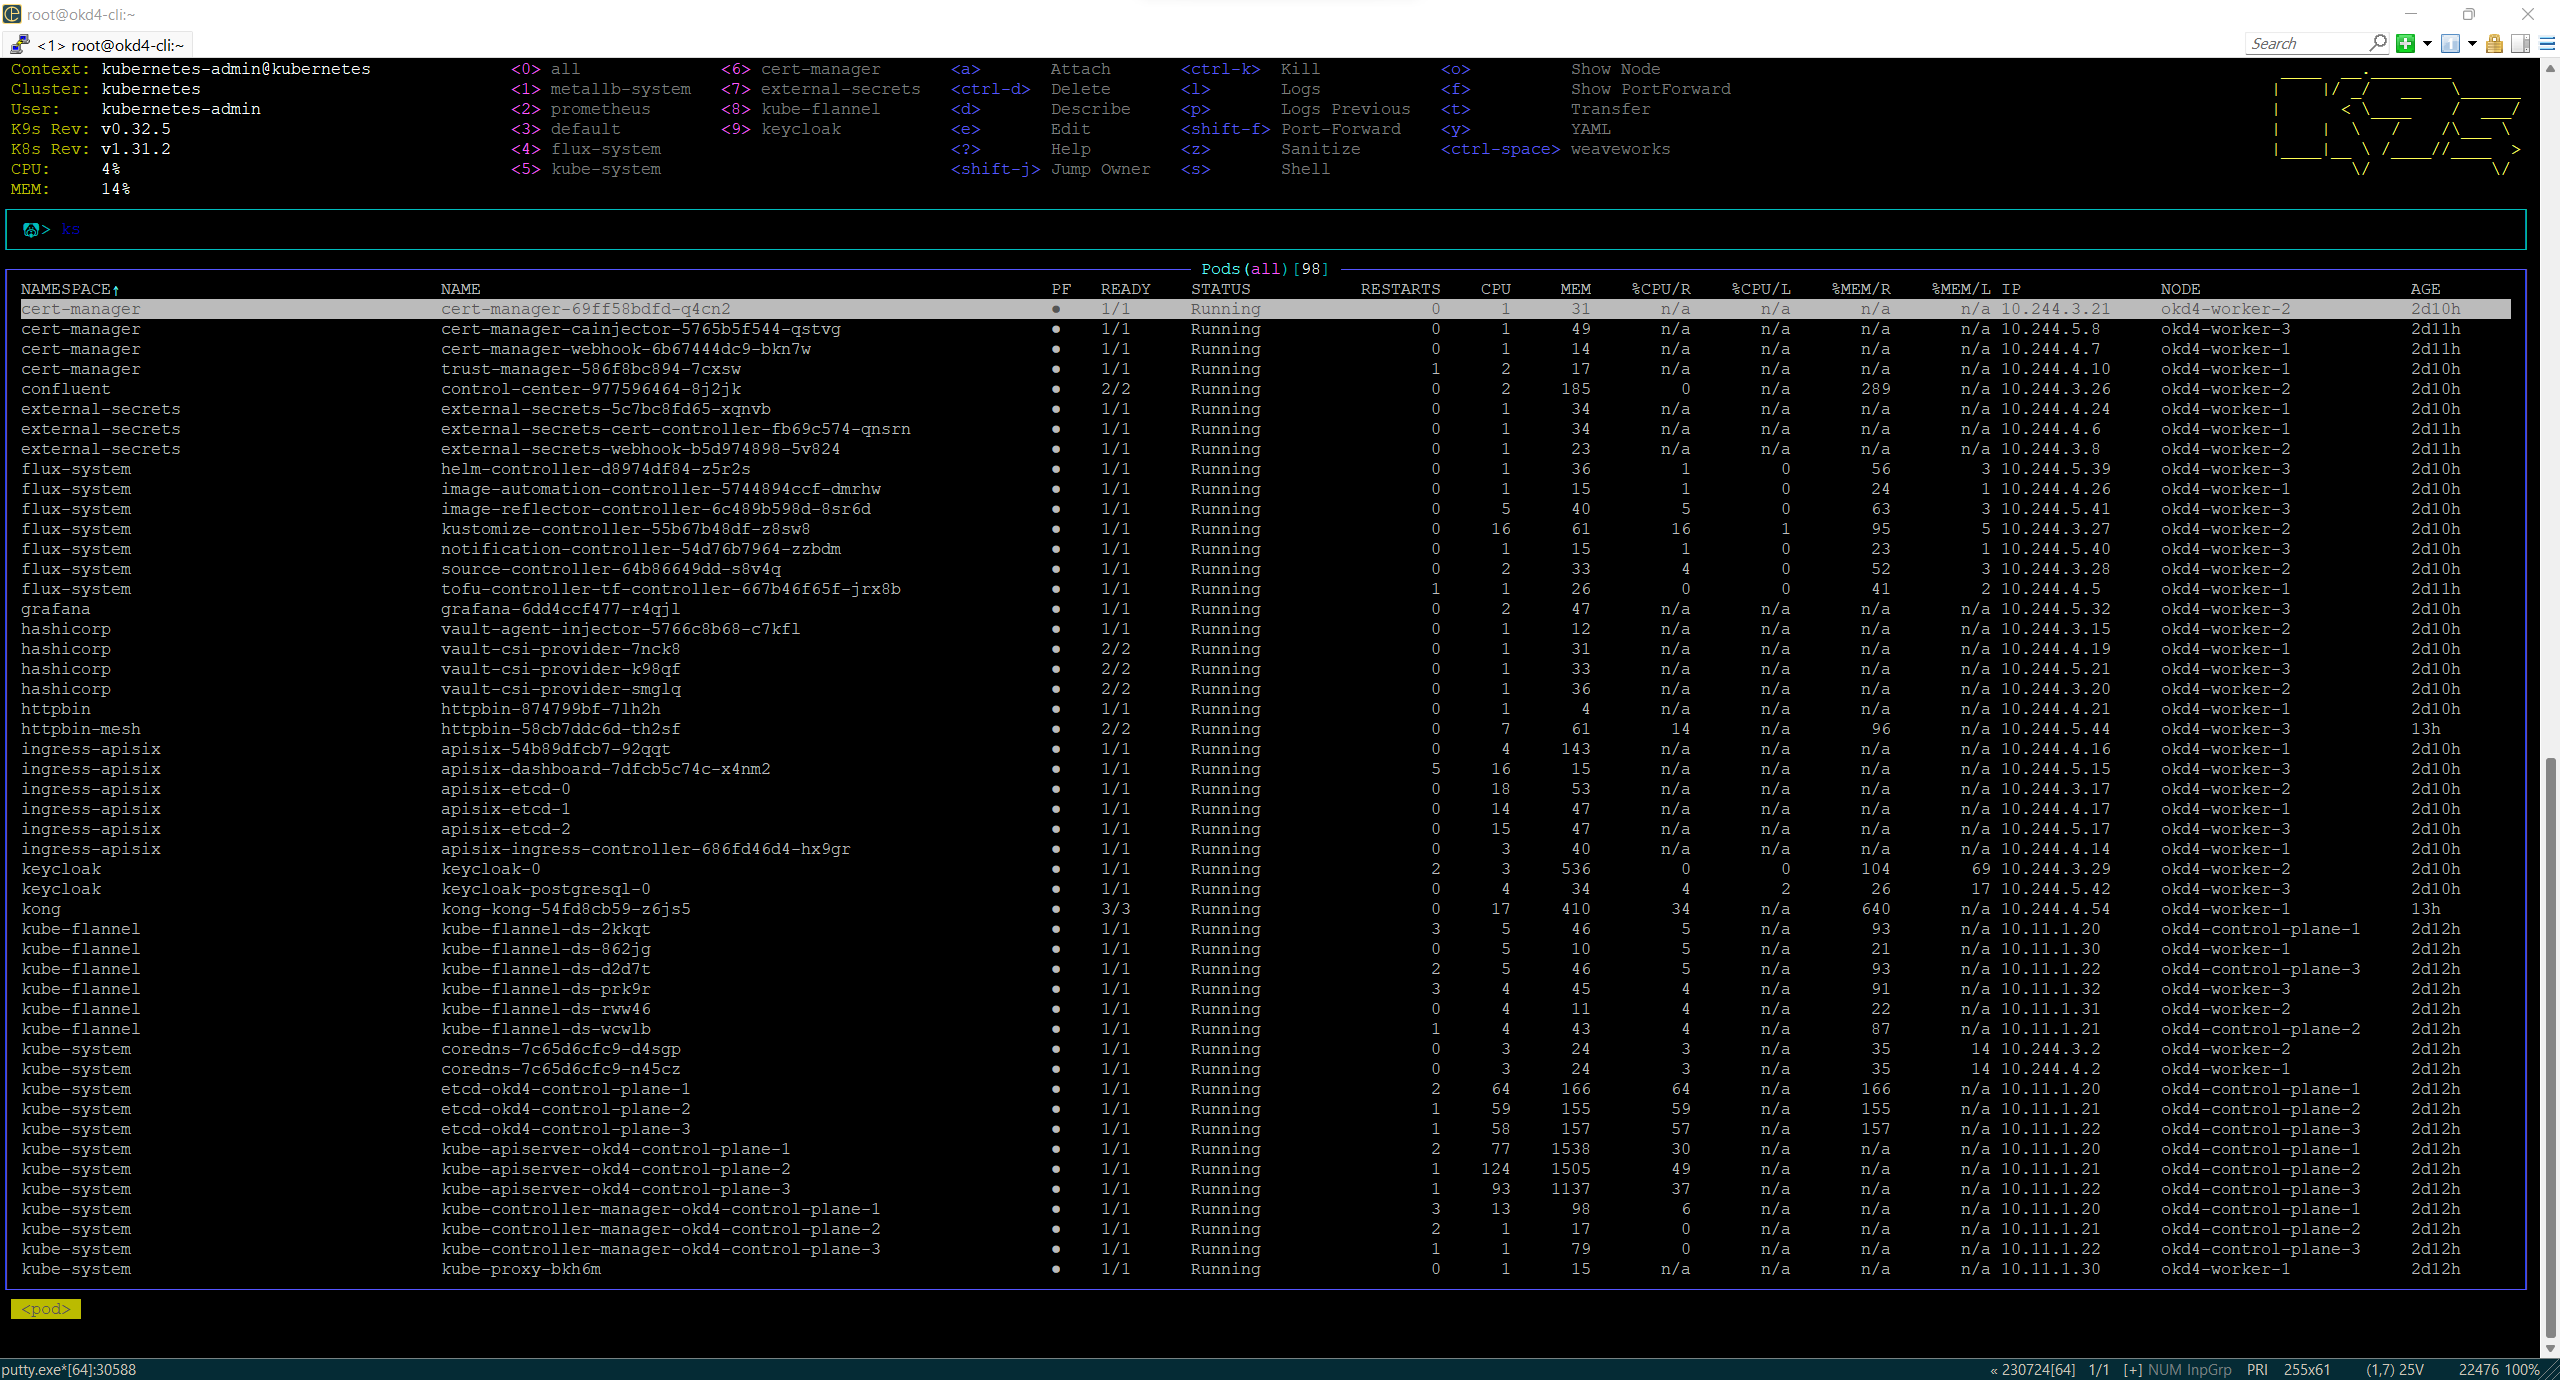 root@okd4-cli:~
<1> root@okd4-cli:~
Search
Context: kubernetes-admin@kubernetes <0> all <6> cert-manager <a> Attach <ctrl-k> Kill <o> Show Node
Cluster: kubernetes <1> metallb-system <7> external-secrets <ctrl-d> Delete <l> Logs <f> Show PortForward
User: kubernetes-admin <2> prometheus <8> kube-flannel <d> Describe <p> Logs Previous <t> Transfer
K9s Rev: v0.32.5 <3> default <9> keycloak <e> Edit <shift-f> Port-Forward <y> YAML
K8s Rev: v1.31.2 <4> flux-system <?> Help <z> Sanitize <ctrl-space> weaveworks
CPU: 4% <5> kube-system <shift-j> Jump Owner <s> Shell
MEM: 14%
> ks
Pods(all)[98]
NAMESPACE↑ NAME PF READY STATUS RESTARTS CPU MEM %CPU/R %CPU/L %MEM/R %MEM/L IP NODE AGE
cert-manager cert-manager-69ff58bdfd-q4cn2 ● 1/1 Running 0 1 31 n/a n/a n/a n/a 10.244.3.21 okd4-worker-2 2d10h
cert-manager cert-manager-cainjector-5765b5f544-qstvg ● 1/1 Running 0 1 49 n/a n/a n/a n/a 10.244.5.8 okd4-worker-3 2d11h
cert-manager cert-manager-webhook-6b67444dc9-bkn7w ● 1/1 Running 0 1 14 n/a n/a n/a n/a 10.244.4.7 okd4-worker-1 2d11h
cert-manager trust-manager-586f8bc894-7cxsw ● 1/1 Running 1 2 17 n/a n/a n/a n/a 10.244.4.10 okd4-worker-1 2d10h
confluent control-center-977596464-8j2jk ● 2/2 Running 0 2 185 0 n/a 289 n/a 10.244.3.26 okd4-worker-2 2d10h
external-secrets external-secrets-5c7bc8fd65-xqnvb ● 1/1 Running 0 1 34 n/a n/a n/a n/a 10.244.4.24 okd4-worker-1 2d10h
external-secrets external-secrets-cert-controller-fb69c574-qnsrn ● 1/1 Running 0 1 34 n/a n/a n/a n/a 10.244.4.6 okd4-worker-1 2d11h
external-secrets external-secrets-webhook-b5d974898-5v824 ● 1/1 Running 0 1 23 n/a n/a n/a n/a 10.244.3.8 okd4-worker-2 2d11h
flux-system helm-controller-d8974df84-z5r2s ● 1/1 Running 0 1 36 1 0 56 3 10.244.5.39 okd4-worker-3 2d10h
flux-system image-automation-controller-5744894ccf-dmrhw ● 1/1 Running 0 1 15 1 0 24 1 10.244.4.26 okd4-worker-1 2d10h
flux-system image-reflector-controller-6c489b598d-8sr6d ● 1/1 Running 0 5 40 5 0 63 3 10.244.5.41 okd4-worker-3 2d10h
flux-system kustomize-controller-55b67b48df-z8sw8 ● 1/1 Running 0 16 61 16 1 95 5 10.244.3.27 okd4-worker-2 2d10h
flux-system notification-controller-54d76b7964-zzbdm ● 1/1 Running 0 1 15 1 0 23 1 10.244.5.40 okd4-worker-3 2d10h
flux-system source-controller-64b86649dd-s8v4q ● 1/1 Running 0 2 33 4 0 52 3 10.244.3.28 okd4-worker-2 2d10h
flux-system tofu-controller-tf-controller-667b46f65f-jrx8b ● 1/1 Running 1 1 26 0 0 41 2 10.244.4.5 okd4-worker-1 2d11h
grafana grafana-6dd4ccf477-r4qjl ● 1/1 Running 0 2 47 n/a n/a n/a n/a 10.244.5.32 okd4-worker-3 2d10h
hashicorp vault-agent-injector-5766c8b68-c7kfl ● 1/1 Running 0 1 12 n/a n/a n/a n/a 10.244.3.15 okd4-worker-2 2d10h
hashicorp vault-csi-provider-7nck8 ● 2/2 Running 0 1 31 n/a n/a n/a n/a 10.244.4.19 okd4-worker-1 2d10h
hashicorp vault-csi-provider-k98qf ● 2/2 Running 0 1 33 n/a n/a n/a n/a 10.244.5.21 okd4-worker-3 2d10h
hashicorp vault-csi-provider-smglq ● 2/2 Running 0 1 36 n/a n/a n/a n/a 10.244.3.20 okd4-worker-2 2d10h
httpbin httpbin-874799bf-7lh2h ● 1/1 Running 0 1 4 n/a n/a n/a n/a 10.244.4.21 okd4-worker-1 2d10h
httpbin-mesh httpbin-58cb7ddc6d-th2sf ● 2/2 Running 0 7 61 14 n/a 96 n/a 10.244.5.44 okd4-worker-3 13h
ingress-apisix apisix-54b89dfcb7-92qqt ● 1/1 Running 0 4 143 n/a n/a n/a n/a 10.244.4.16 okd4-worker-1 2d10h
ingress-apisix apisix-dashboard-7dfcb5c74c-x4nm2 ● 1/1 Running 5 16 15 n/a n/a n/a n/a 10.244.5.15 okd4-worker-3 2d10h
ingress-apisix apisix-etcd-0 ● 1/1 Running 0 18 53 n/a n/a n/a n/a 10.244.3.17 okd4-worker-2 2d10h
ingress-apisix apisix-etcd-1 ● 1/1 Running 0 14 47 n/a n/a n/a n/a 10.244.4.17 okd4-worker-1 2d10h
ingress-apisix apisix-etcd-2 ● 1/1 Running 0 15 47 n/a n/a n/a n/a 10.244.5.17 okd4-worker-3 2d10h
ingress-apisix apisix-ingress-controller-686fd46d4-hx9gr ● 1/1 Running 0 3 40 n/a n/a n/a n/a 10.244.4.14 okd4-worker-1 2d10h
keycloak keycloak-0 ● 1/1 Running 2 3 536 0 0 104 69 10.244.3.29 okd4-worker-2 2d10h
keycloak keycloak-postgresql-0 ● 1/1 Running 0 4 34 4 2 26 17 10.244.5.42 okd4-worker-3 2d10h
kong kong-kong-54fd8cb59-z6js5 ● 3/3 Running 0 17 410 34 n/a 640 n/a 10.244.4.54 okd4-worker-1 13h
kube-flannel kube-flannel-ds-2kkqt ● 1/1 Running 3 5 46 5 n/a 93 n/a 10.11.1.20 okd4-control-plane-1 2d12h
kube-flannel kube-flannel-ds-862jg ● 1/1 Running 0 5 10 5 n/a 21 n/a 10.11.1.30 okd4-worker-1 2d12h
kube-flannel kube-flannel-ds-d2d7t ● 1/1 Running 2 5 46 5 n/a 93 n/a 10.11.1.22 okd4-control-plane-3 2d12h
kube-flannel kube-flannel-ds-prk9r ● 1/1 Running 3 4 45 4 n/a 91 n/a 10.11.1.32 okd4-worker-3 2d12h
kube-flannel kube-flannel-ds-rww46 ● 1/1 Running 0 4 11 4 n/a 22 n/a 10.11.1.31 okd4-worker-2 2d12h
kube-flannel kube-flannel-ds-wcwlb ● 1/1 Running 1 4 43 4 n/a 87 n/a 10.11.1.21 okd4-control-plane-2 2d12h
kube-system coredns-7c65d6cfc9-d4sgp ● 1/1 Running 0 3 24 3 n/a 35 14 10.244.3.2 okd4-worker-2 2d12h
kube-system coredns-7c65d6cfc9-n45cz ● 1/1 Running 0 3 24 3 n/a 35 14 10.244.4.2 okd4-worker-1 2d12h
kube-system etcd-okd4-control-plane-1 ● 1/1 Running 2 64 166 64 n/a 166 n/a 10.11.1.20 okd4-control-plane-1 2d12h
kube-system etcd-okd4-control-plane-2 ● 1/1 Running 1 59 155 59 n/a 155 n/a 10.11.1.21 okd4-control-plane-2 2d12h
kube-system etcd-okd4-control-plane-3 ● 1/1 Running 1 58 157 57 n/a 157 n/a 10.11.1.22 okd4-control-plane-3 2d12h
kube-system kube-apiserver-okd4-control-plane-1 ● 1/1 Running 2 77 1538 30 n/a n/a n/a 10.11.1.20 okd4-control-plane-1 2d12h
kube-system kube-apiserver-okd4-control-plane-2 ● 1/1 Running 1 124 1505 49 n/a n/a n/a 10.11.1.21 okd4-control-plane-2 2d12h
kube-system kube-apiserver-okd4-control-plane-3 ● 1/1 Running 1 93 1137 37 n/a n/a n/a 10.11.1.22 okd4-control-plane-3 2d12h
kube-system kube-controller-manager-okd4-control-plane-1 ● 1/1 Running 3 13 98 6 n/a n/a n/a 10.11.1.20 okd4-control-plane-1 2d12h
kube-system kube-controller-manager-okd4-control-plane-2 ● 1/1 Running 2 1 17 0 n/a n/a n/a 10.11.1.21 okd4-control-plane-2 2d12h
kube-system kube-controller-manager-okd4-control-plane-3 ● 1/1 Running 1 1 79 0 n/a n/a n/a 10.11.1.22 okd4-control-plane-3 2d12h
kube-system kube-proxy-bkh6m ● 1/1 Running 0 1 15 n/a n/a n/a n/a 10.11.1.30 okd4-worker-1 2d12h
<pod>
putty.exe*[64]:30588 « 230724[64] 1/1 [+] NUM InpGrp PRI 255x61 (1,7) 25V 22476 100%